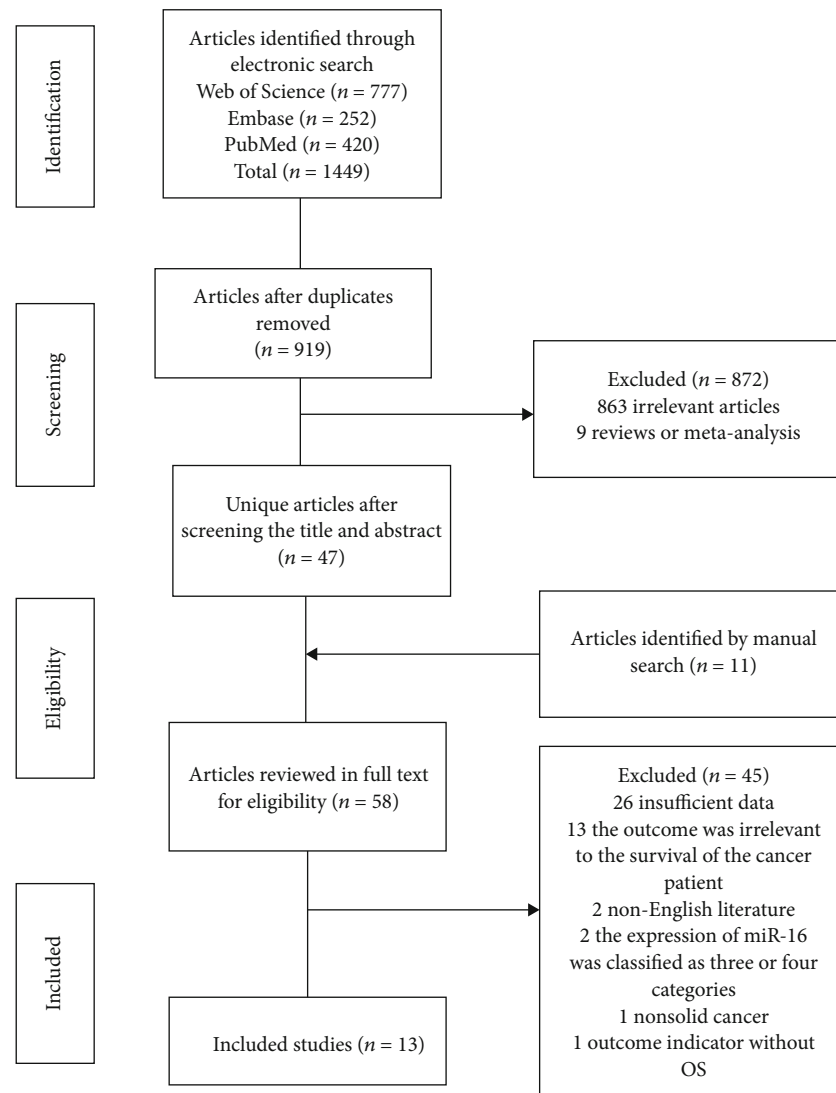 Identification
Articles identified through
electronic search
Web of Science (n = 777)
Embase (n = 252)
PubMed (n = 420)
Total (n = 1449)
Screening
Articles after duplicates
removed
(n = 919)
Excluded (n = 872)
863 irrelevant articles
9 reviews or meta-analysis
Unique articles after
screening the title and abstract
(n = 47)
Eligibility
Articles identified by manual
search (n = 11)
Articles reviewed in full text
for eligibility (n = 58)
Excluded (n = 45)
26 insufficient data
13 the outcome was irrelevant
to the survival of the cancer
patient
2 non-English literature
2 the expression of miR-16
was classified as three or four
categories
1 nonsolid cancer
1 outcome indicator without
OS
Included
Included studies (n = 13)